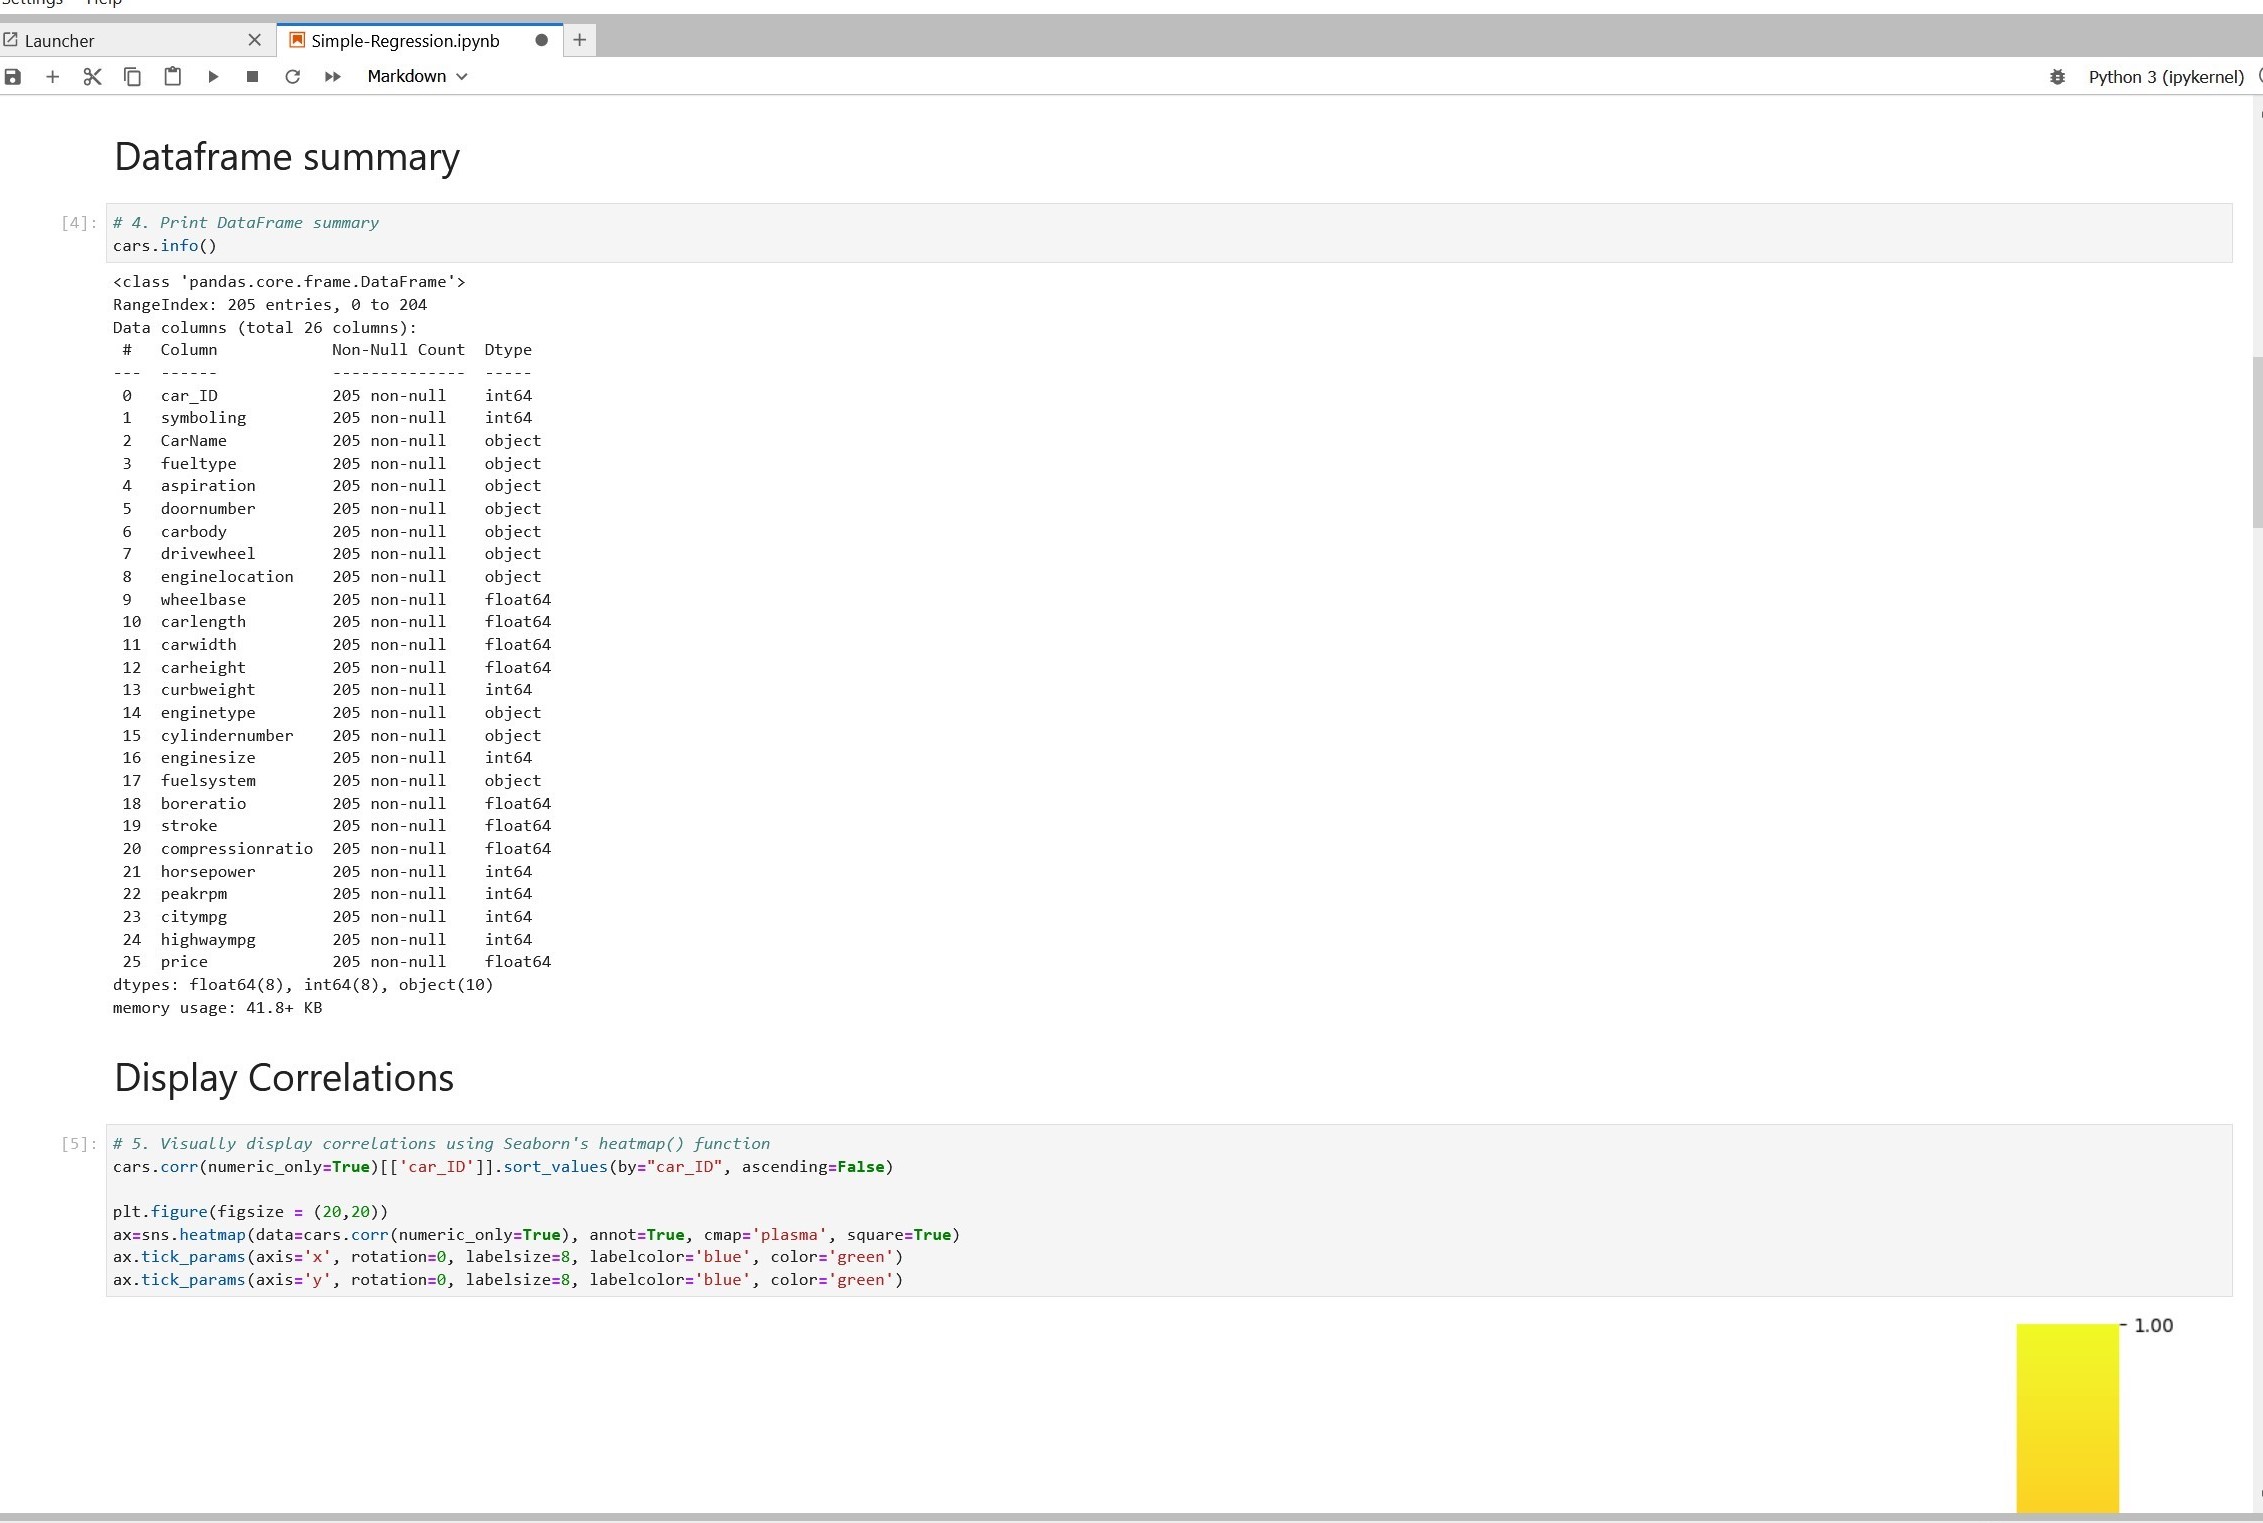 Settings Help
Launcher
Simple-Regression.ipynb
Markdown
Python 3 (ipykernel)
Dataframe summary
[4]: # 4. Print DataFrame summary
cars.info()
<class 'pandas.core.frame.DataFrame'>
RangeIndex: 205 entries, 0 to 204
Data columns (total 26 columns):
 #   Column            Non-Null Count  Dtype
---  ------            --------------  -----
 0   car_ID            205 non-null    int64
 1   symboling         205 non-null    int64
 2   CarName           205 non-null    object
 3   fueltype          205 non-null    object
 4   aspiration        205 non-null    object
 5   doornumber        205 non-null    object
 6   carbody           205 non-null    object
 7   drivewheel        205 non-null    object
 8   enginelocation    205 non-null    object
 9   wheelbase         205 non-null    float64
 10  carlength         205 non-null    float64
 11  carwidth          205 non-null    float64
 12  carheight         205 non-null    float64
 13  curbweight        205 non-null    int64
 14  enginetype        205 non-null    object
 15  cylindernumber    205 non-null    object
 16  enginesize        205 non-null    int64
 17  fuelsystem        205 non-null    object
 18  boreratio         205 non-null    float64
 19  stroke            205 non-null    float64
 20  compressionratio  205 non-null    float64
 21  horsepower        205 non-null    int64
 22  peakrpm           205 non-null    int64
 23  citympg           205 non-null    int64
 24  highwaympg        205 non-null    int64
 25  price             205 non-null    float64
dtypes: float64(8), int64(8), object(10)
memory usage: 41.8+ KB
Display Correlations
[5]: # 5. Visually display correlations using Seaborn's heatmap() function
cars.corr(numeric_only=True)[['car_ID']].sort_values(by="car_ID", ascending=False)
plt.figure(figsize = (20,20))
ax=sns.heatmap(data=cars.corr(numeric_only=True), annot=True, cmap='plasma', square=True)
ax.tick_params(axis='x', rotation=0, labelsize=8, labelcolor='blue', color='green')
ax.tick_params(axis='y', rotation=0, labelsize=8, labelcolor='blue', color='green')
1.00